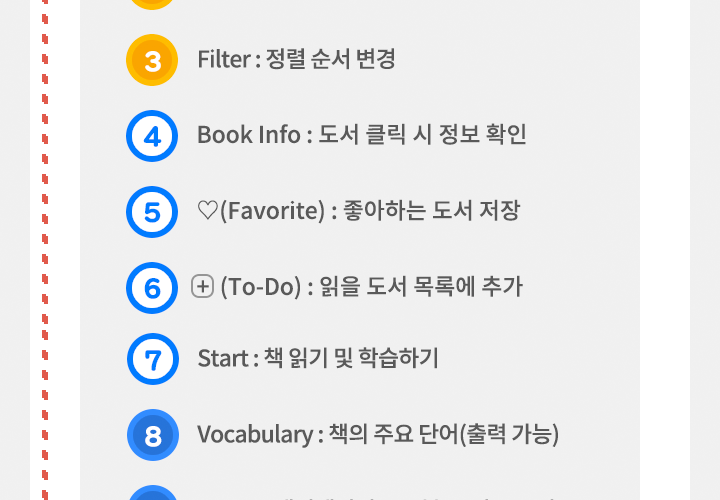 3 Filter : 정렬 순서 변경
4 Book Info : 도서 클릭 시 정보 확인
5 ♡(Favorite) : 좋아하는 도서 저장
6 + (To-Do) : 읽을 도서 목록에 추가
7 Start : 책 읽기 및 학습하기
8 Vocabulary : 책의 주요 단어(출력 가능)